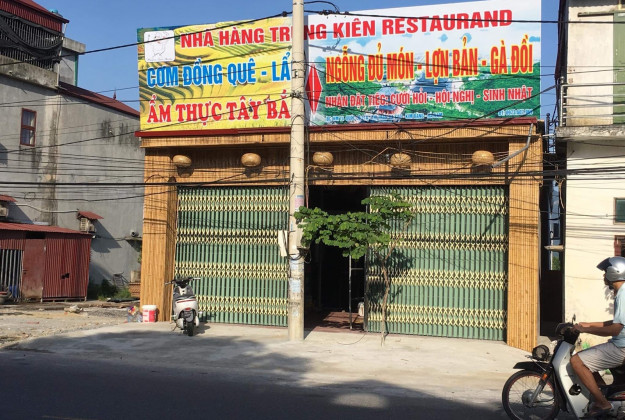 NHÀ HÀNG TRUNG KIÊN RESTAURAND
CƠM ĐỒNG QUÊ - LẨ
ẨM THỰC TÂY BẮ
NGỖNG ĐỦ MÓN - LỢN BẢN - GÀ ĐỒI
NHẬN ĐẶT TIỆC CƯỚI HỎI - HỘI NGHỊ - SINH NHẬT